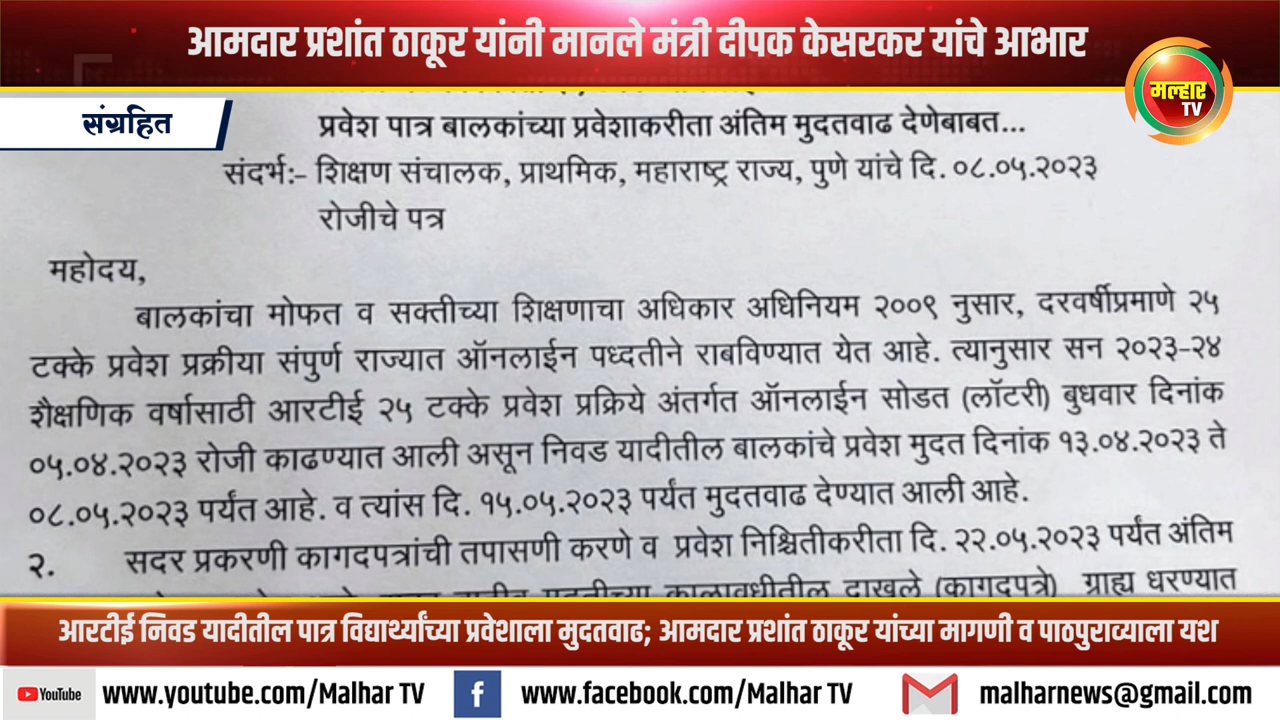 आमदार प्रशांत ठाकूर यांनी मानले मंत्री दीपक केसरकर यांचे आभार
मल्हार
TV
संग्रहित
प्रवेश पात्र बालकांच्या प्रवेशाकरीता अंतिम मुदतवाढ देणेबाबत...
संदर्भ:- शिक्षण संचालक, प्राथमिक, महाराष्ट्र राज्य, पुणे यांचे दि. ०८.०५.२०२३
रोजीचे पत्र
महोदय,
बालकांचा मोफत व सक्तीच्या शिक्षणाचा अधिकार अधिनियम २००९ नुसार, दरवर्षीप्रमाणे २५
टक्के प्रवेश प्रक्रीया संपुर्ण राज्यात ऑनलाईन पध्दतीने राबविण्यात येत आहे. त्यानुसार सन २०२३-२४
शैक्षणिक वर्षासाठी आरटीई २५ टक्के प्रवेश प्रक्रिये अंतर्गत ऑनलाईन सोडत (लॉटरी) बुधवार दिनांक
०५.०४.२०२३ रोजी काढण्यात आली असून निवड यादीतील बालकांचे प्रवेश मुदत दिनांक १३.०४.२०२३ ते
०८.०५.२०२३ पर्यंत आहे. व त्यांस दि. १५.०५.२०२३ पर्यंत मुदतवाढ देण्यात आली आहे.
२. सदर प्रकरणी कागदपत्रांची तपासणी करणे व प्रवेश निश्चितीकरीता दि. २२.०५.२०२३ पर्यंत अंतिम
मुदतीच्या कालावधीतील दाखले (कागदपत्रे) ग्राह्य धरण्यात
आरटीई निवड यादीतील पात्र विद्यार्थ्यांच्या प्रवेशाला मुदतवाढ; आमदार प्रशांत ठाकूर यांच्या मागणी व पाठपुराव्याला यश
YouTube www.youtube.com/Malhar TV f www.facebook.com/Malhar TV malharnews@gmail.com